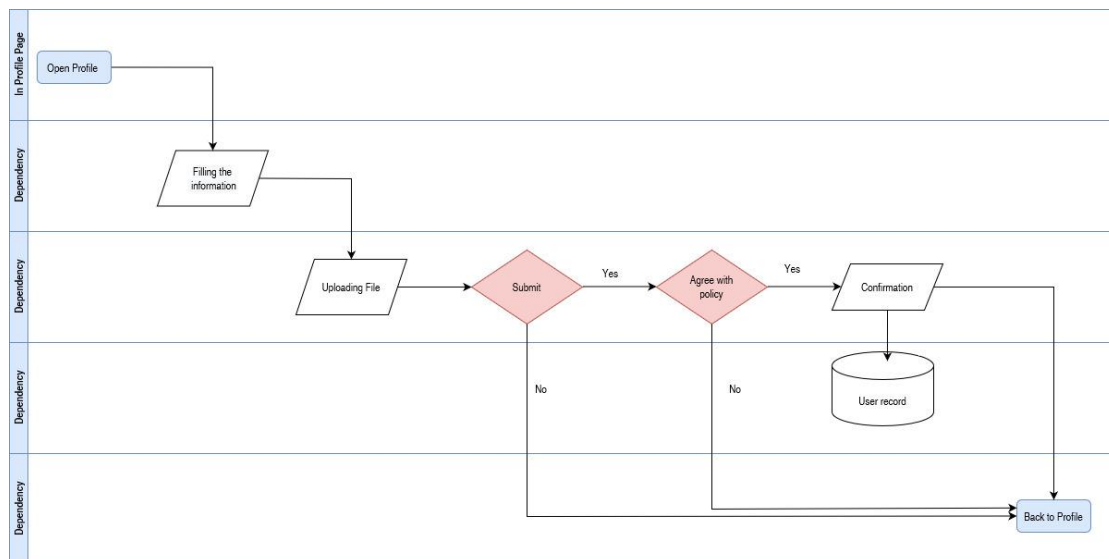 In Profile Page
Open Profile
Dependency
Filling the
information
Dependency
Uploading File
Submit
Yes
Agree with
policy
Yes
Confirmation
Dependency
No
No
User record
Dependency
Back to Profile